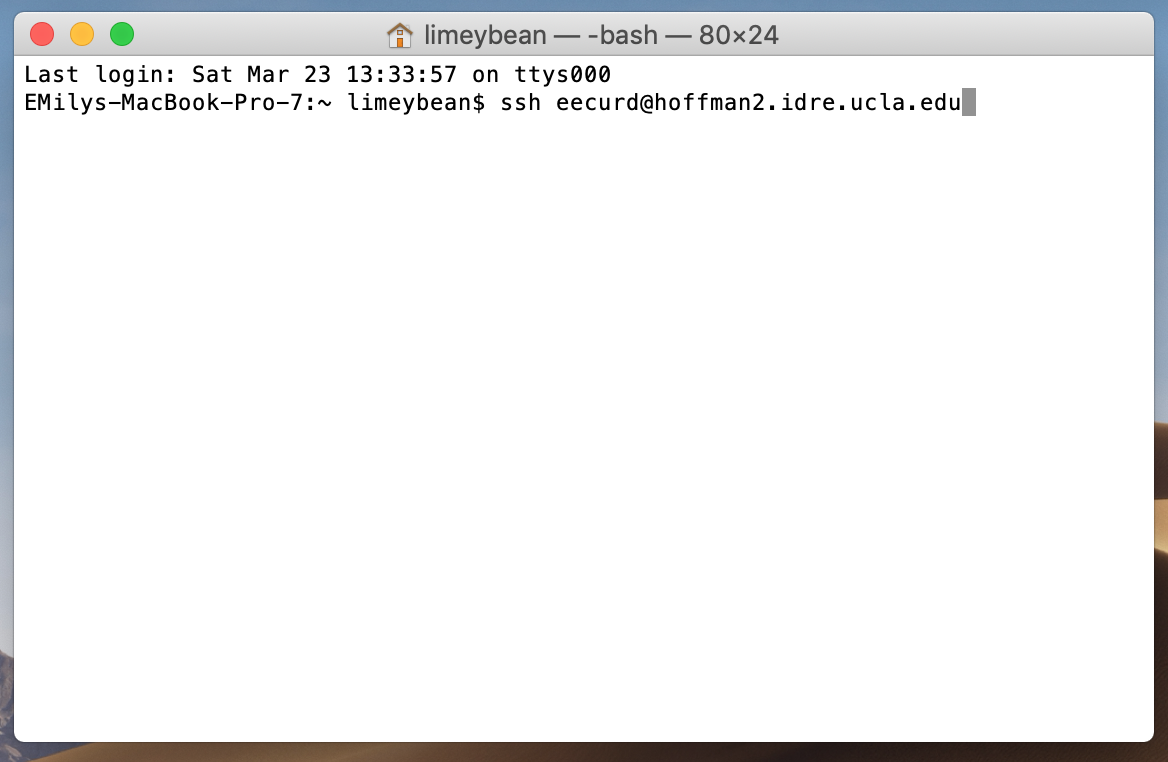 limeybean — -bash — 80×24
Last login: Sat Mar 23 13:33:57 on ttys000
EMilys-MacBook-Pro-7:~ limeybean$ ssh eecurd@hoffman2.idre.ucla.edu